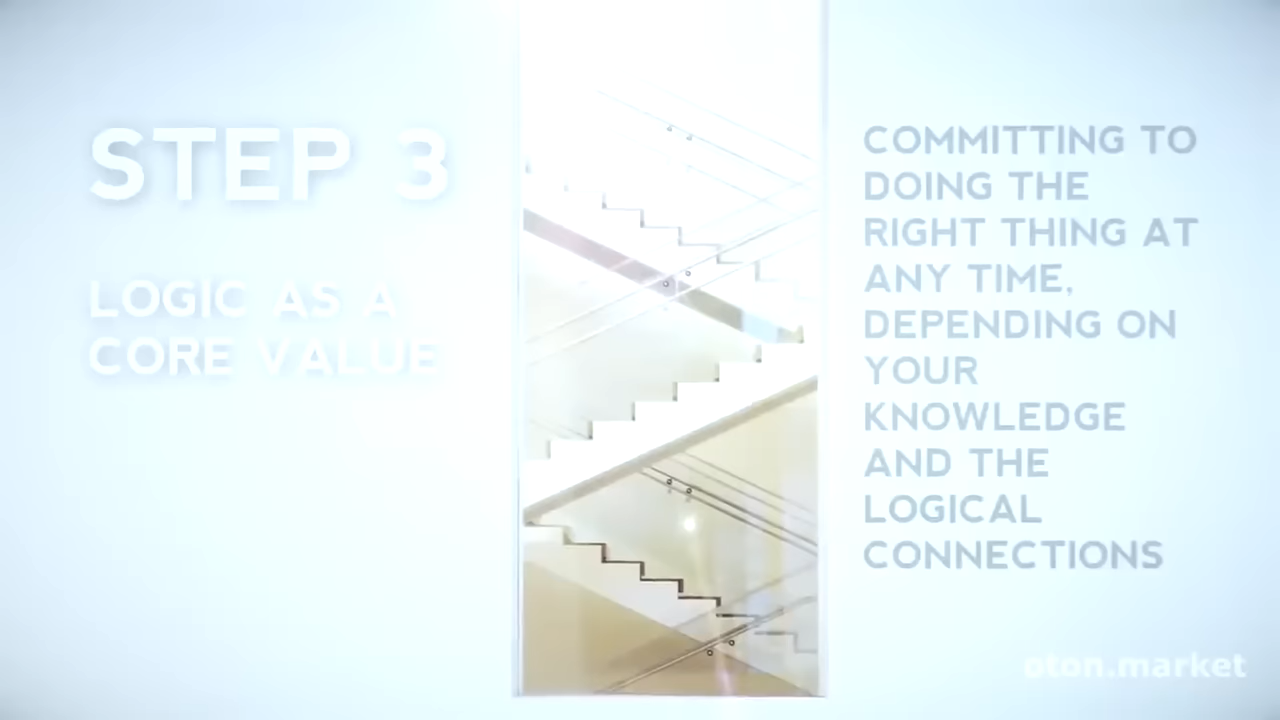 STEP 3
LOGIC AS A
CORE VALUE
COMMITTING TO
DOING THE
RIGHT THING AT
ANY TIME,
DEPENDING ON
YOUR
KNOWLEDGE
AND THE
LOGICAL
CONNECTIONS
oton.market